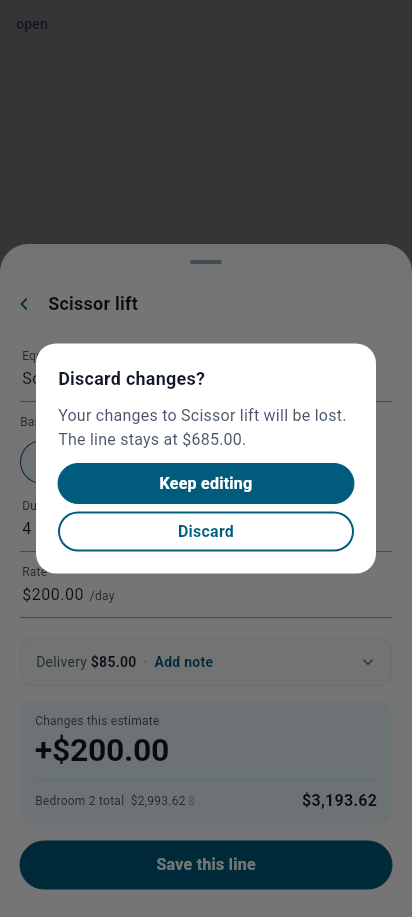 open
Scissor lift
Discard changes?
Your changes to Scissor lift will be lost.
The line stays at $685.00.
Keep editing
Discard
4
Rate
$200.00 /day
Delivery $85.00 · Add note
Changes this estimate
+$200.00
Bedroom 2 total $2,993.62
$3,193.62
Save this line